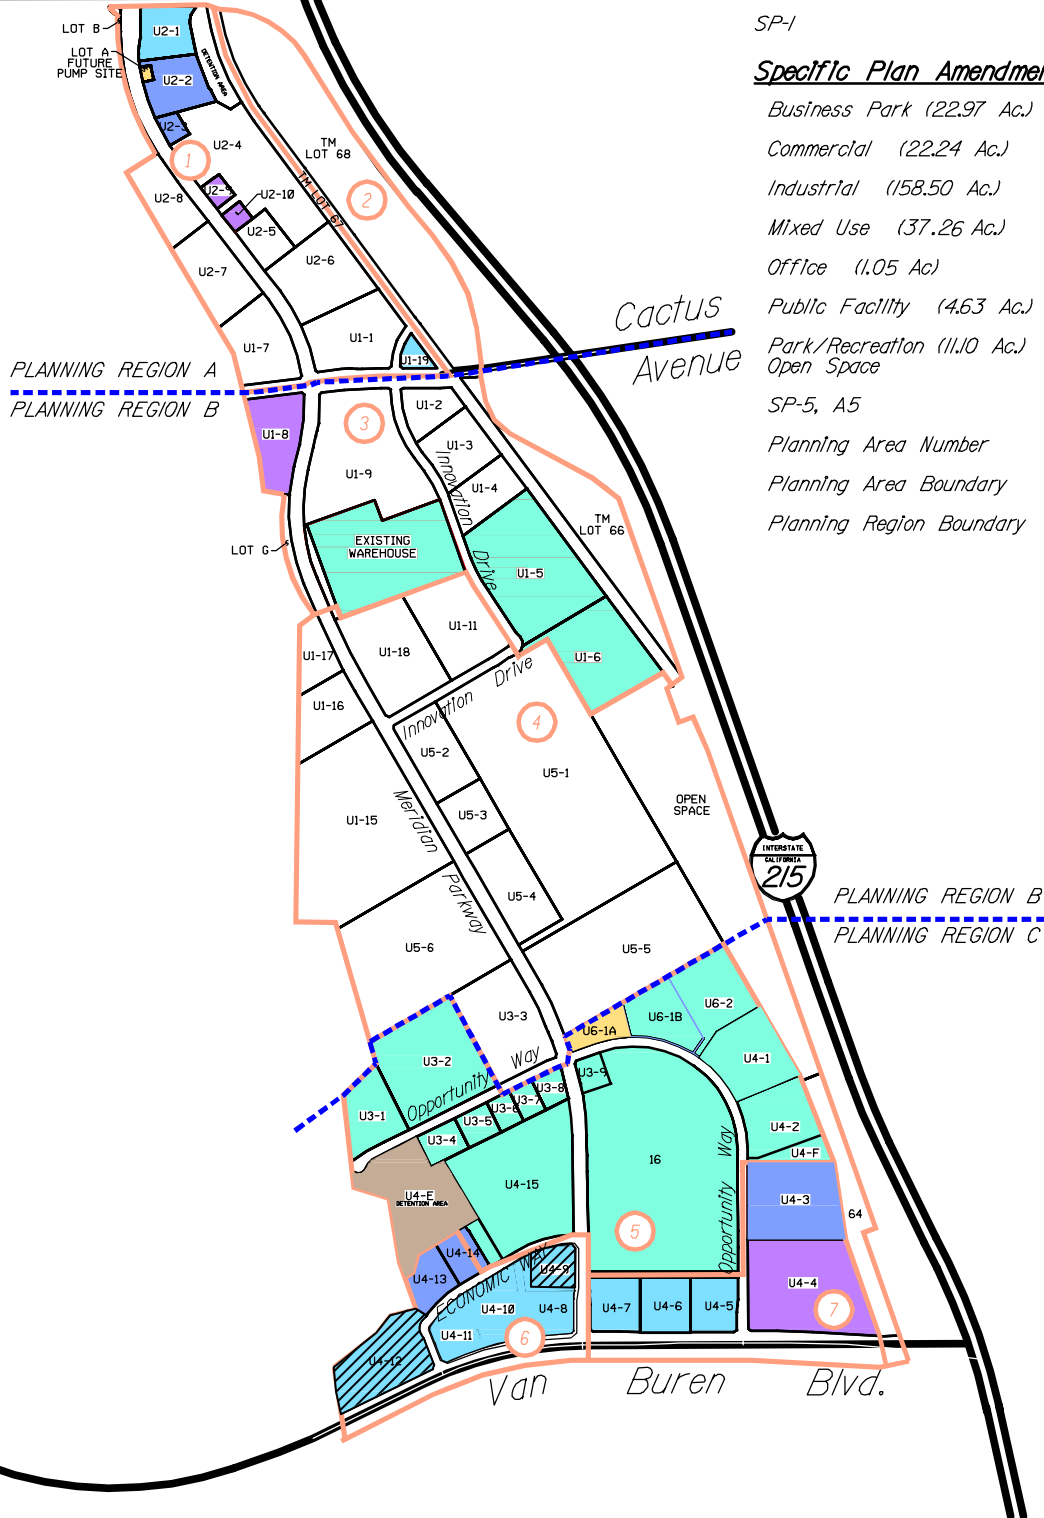 SP-1
Specific Plan Amendmen
Business Park (22.97 Ac.)
Commercial (22.24 Ac.)
Industrial (158.50 Ac.)
Mixed Use (37.26 Ac.)
Office (1.05 Ac)
Public Facility (4.63 Ac.)
Park/Recreation (11.10 Ac.)
Open Space
SP-5, A5
Planning Area Number
Planning Area Boundary
Planning Region Boundary
LOT B
U2-1
LOT A
FUTURE
PUMP SITE
DETENTION AREA
U2-2
U2-3
U2-4
TM
LOT 68
1
2
TM LOT 67
U2-8
U2-9
U2-10
U2-5
U2-7
U2-6
U1-7
U1-1
U1-19
Cactus
Avenue
PLANNING REGION A
PLANNING REGION B
U1-8
3
U1-2
U1-3
U1-9
U1-4
Innovation
Drive
TM
LOT 66
LOT G
EXISTING
WAREHOUSE
U1-5
U1-11
U1-17
U1-18
U1-6
Innovation Drive
U1-16
4
U5-2
U5-1
U1-15
Meridian
Parkway
U5-3
OPEN
SPACE
INTERSTATE
CALIFORNIA
215
U5-4
PLANNING REGION B
PLANNING REGION C
U5-6
U5-5
U3-3
U6-1A
U6-1B
U6-2
U3-2
Opportunity Way
U4-1
U3-9
U3-8
U3-7
U3-6
U3-5
U3-4
U3-1
U4-2
U4-F
16
Opportunity Way
U4-E
DETENTION AREA
U4-15
U4-3
64
5
U4-14
U4-13
ECONOMIC WAY
U4-9
U4-4
U4-10
U4-8
U4-7
U4-6
U4-5
7
U4-11
6
U4-12
Van Buren Blvd.